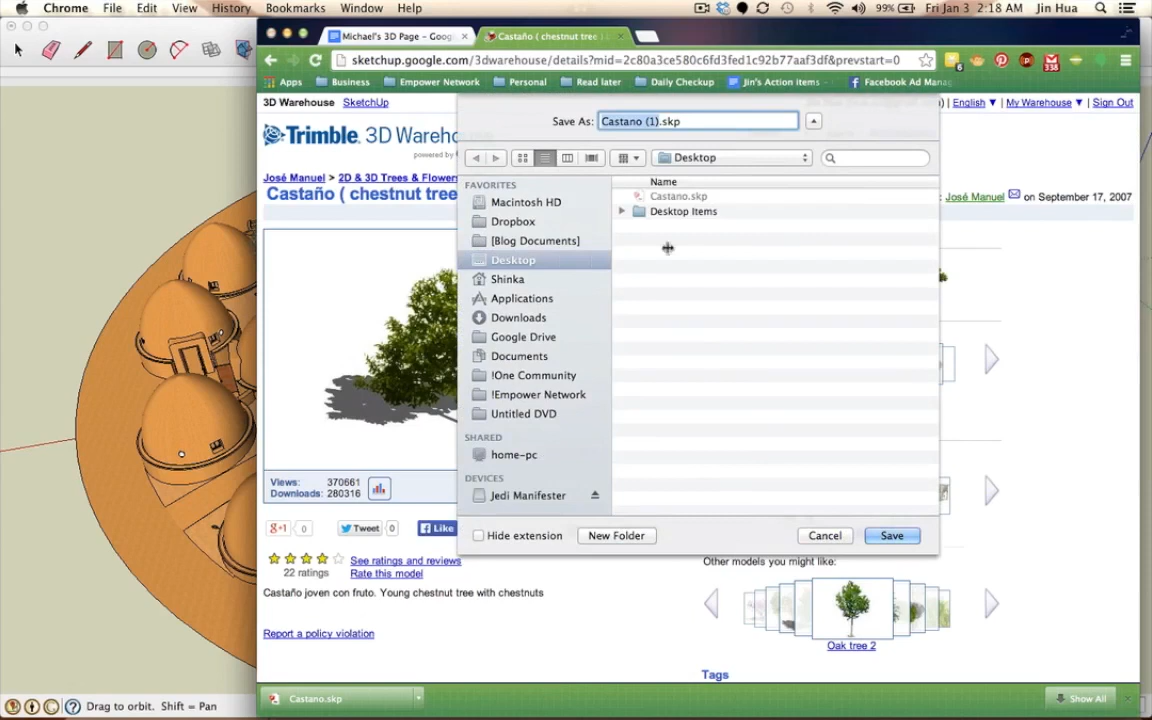 Chrome File Edit View History Bookmarks Window Help 99% Fri Jan 3 2:18 AM Jin Hua
Michael's 3D Page - Goog
Castaño ( chestnut tree
sketchup.google.com/3dwarehouse/details?mid=2c80a3ce580c6fd3fed1c92b77aaf3df&prevstart=0
6
338
Apps Business Empower Network Personal Read later Daily Checkup Jin's Action items Facebook Ad Mana
3D Warehouse SketchUp
English ▼ | My Warehouse ▼ | Sign Out
Trimble. 3D Wareho
powered by
José Manuel > 2D & 3D Trees & Flowers
Castaño ( chestnut tree
José Manuel on September 17, 2007
Save As: Castano (1).skp
Desktop
FAVORITES
Macintosh HD
Dropbox
[Blog Documents]
Desktop
Shinka
Applications
Downloads
Google Drive
Documents
!One Community
!Empower Network
Untitled DVD
SHARED
home-pc
DEVICES
Jedi Manifester
Name
Castano.skp
Desktop Items
Hide extension New Folder Cancel Save
Views: 370661
Downloads: 280316
g+1 0 Tweet 0 Like
22 ratings
See ratings and reviews
Rate this model
Castaño joven con fruto. Young chestnut tree with chestnuts
Report a policy violation
Other models you might like:
Oak tree 2
Tags
Castano.skp
Show All
Drag to orbit. Shift = Pan